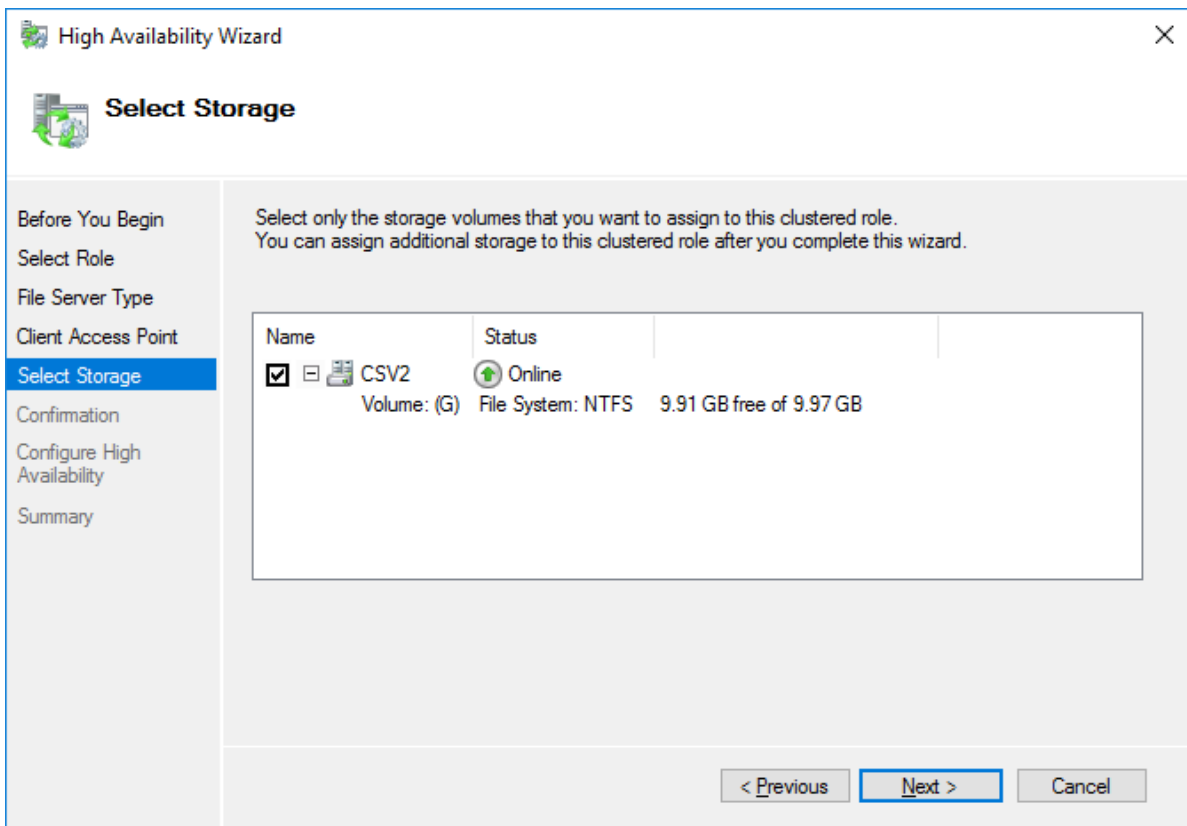 High Availability Wizard
Select Storage
Before You Begin
Select Role
File Server Type
Client Access Point
Select Storage
Confirmation
Configure High
Availability
Summary
Select only the storage volumes that you want to assign to this clustered role.
You can assign additional storage to this clustered role after you complete this wizard.
Name Status
CSV2 Online
Volume: (G) File System: NTFS 9.91 GB free of 9.97 GB
< Previous Next > Cancel